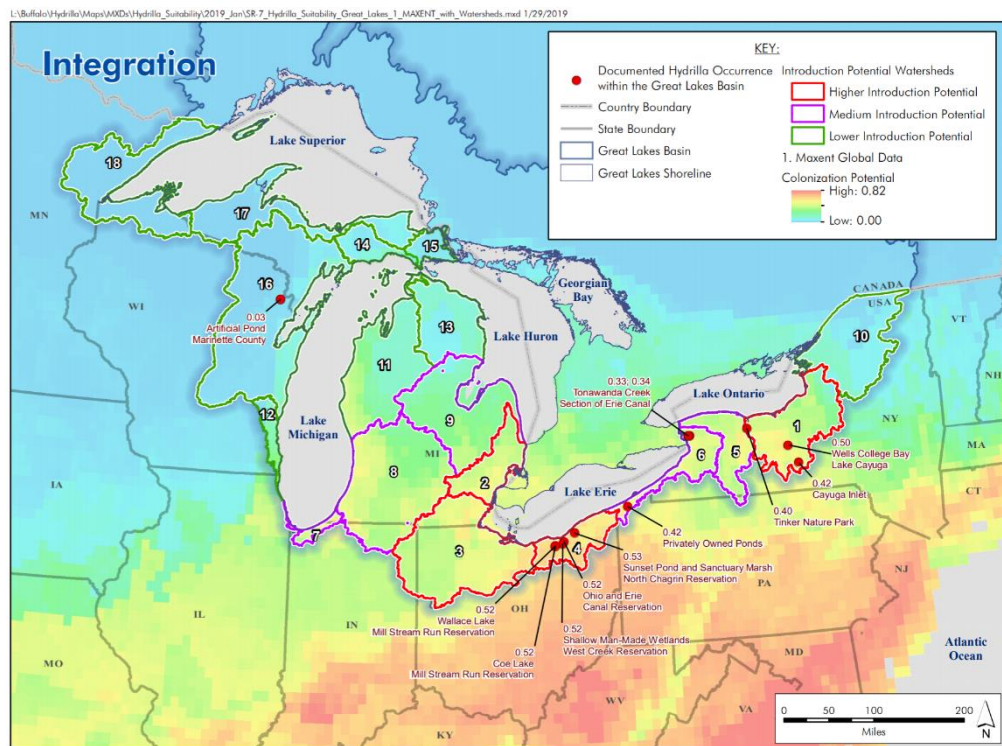 L:\Buffalo\Hydrilla\Maps\MXDs\Hydrilla_Suitability\2019_Jan\SR-7_Hydrilla_Suitability_Great_Lakes_1_MAXENT_with_Watersheds.mxd 1/29/2019
Integration
KEY:
Documented Hydrilla Occurrence
within the Great Lakes Basin
Country Boundary
State Boundary
Great Lakes Basin
Great Lakes Shoreline
Introduction Potential Watersheds
Higher Introduction Potential
Medium Introduction Potential
Lower Introduction Potential
1. Maxent Global Data
Colonization Potential
High: 0.82
Low: 0.00
Lake Superior
18
MN
17
14
15
16
WI
0.03
Artificial Pond
Marinette County
Georgian
Bay
CANADA
USA
VT
13
Lake Huron
10
11
NH
0.33; 0.34
Tonawanda Creek
Section of Erie Canal
Lake Ontario
12
Lake
Michigan
9
MI
NY
1
0.50
Wells College Bay
Lake Cayuga
MA
6
5
8
2
0.42
Cayuga Inlet
IA
Lake Erie
CT
0.40
Tinker Nature Park
7
0.42
Privately Owned Ponds
3
4
0.53
Sunset Pond and Sanctuary Marsh
North Chagrin Reservation
PA
NJ
0.52
Ohio and Erie
Canal Reservation
IL
IN
OH
0.52
Wallace Lake
Mill Stream Run Reservation
0.52
Shallow Man-Made Wetlands
West Creek Reservation
MD
Atlantic
Ocean
MO
0.52
Coe Lake
Mill Stream Run Reservation
WV
VA
KY
0 50 100 200
Miles
N